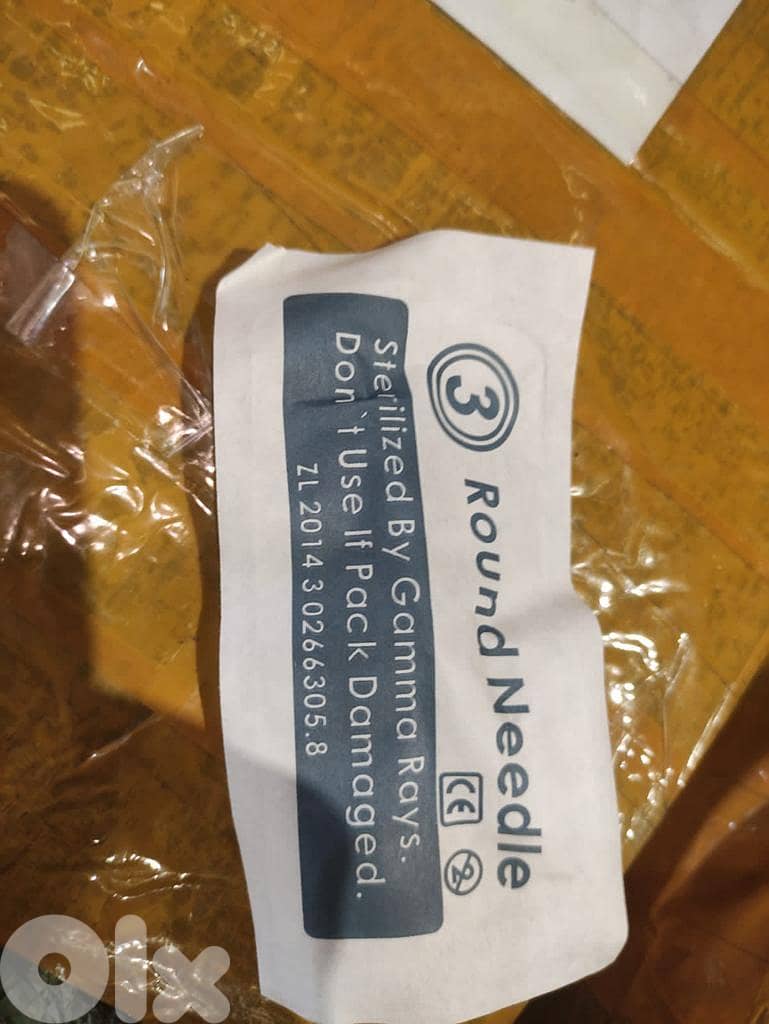 3 Round Needle
CE 2
Sterilized By Gamma Rays.
Don`t Use If Pack Damaged.
ZL 2014 3 0266305.8
olx